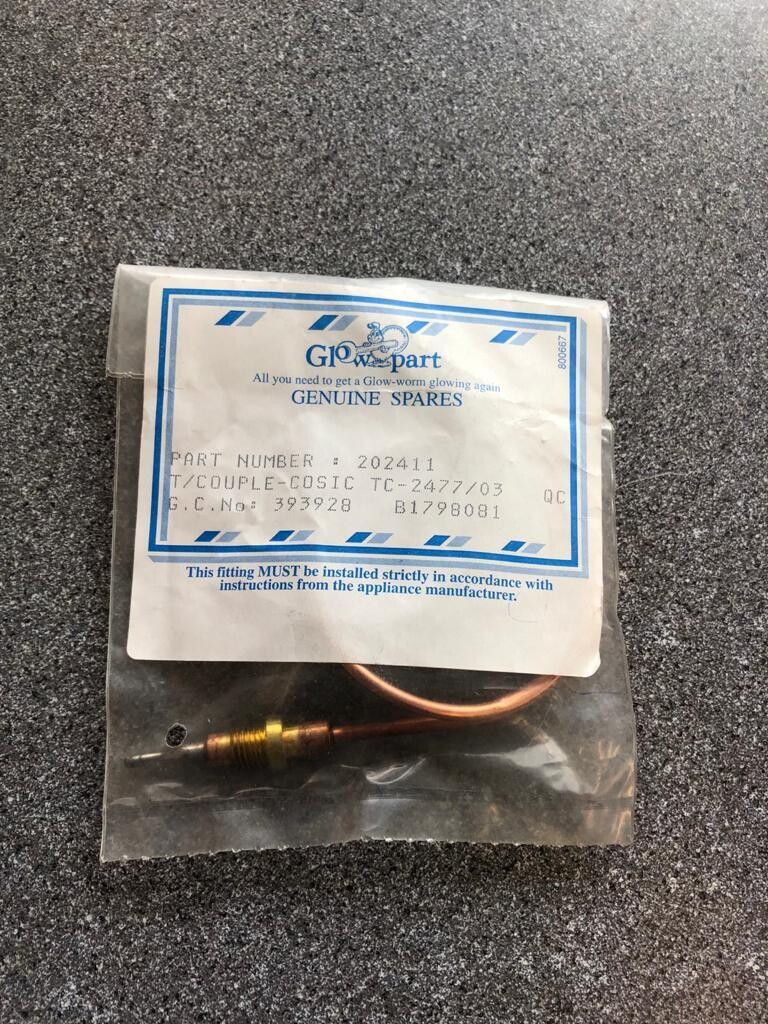 Glow-part
All you need to get a Glow-worm glowing again
GENUINE SPARES
800667
PART NUMBER : 202411
T/COUPLE-COSIC TC-2477/03 QC
G.C.No: 393928 B1798081
This fitting MUST be installed strictly in accordance with
instructions from the appliance manufacturer.